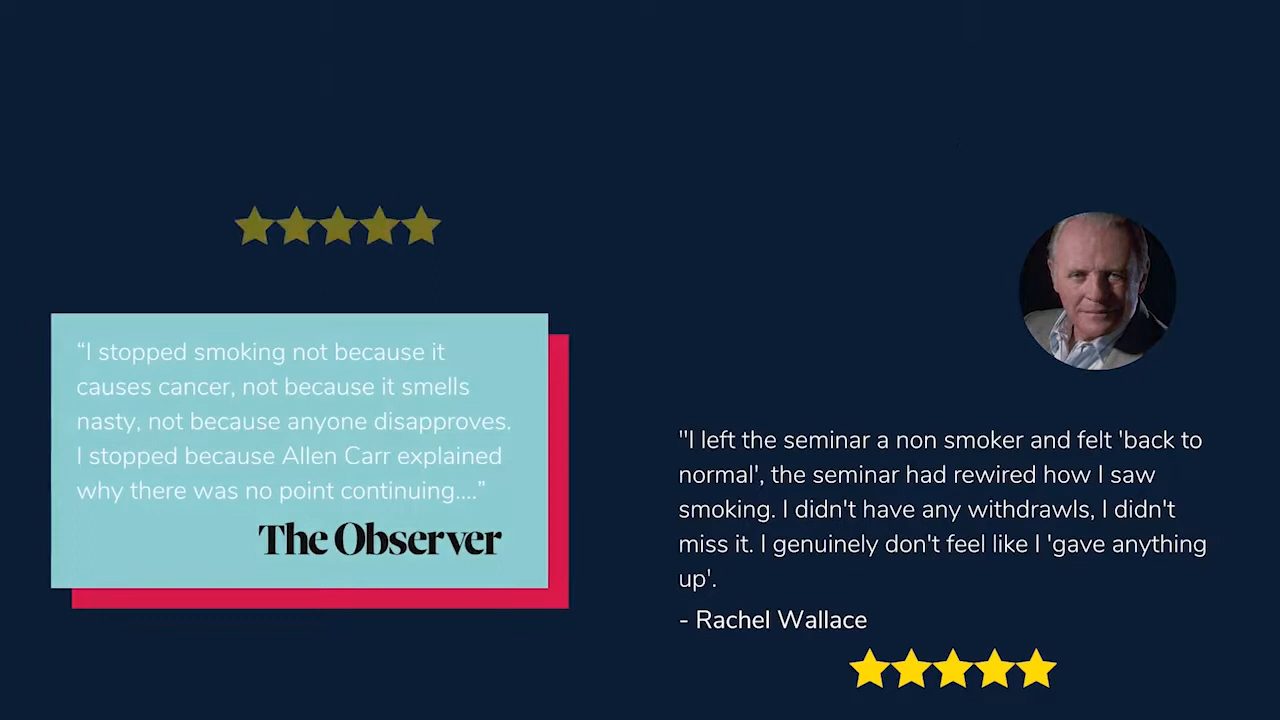 “I stopped smoking not because it
causes cancer, not because it smells
nasty, not because anyone disapproves.
I stopped because Allen Carr explained
why there was no point continuing....”
The Observer
"I left the seminar a non smoker and felt 'back to
normal', the seminar had rewired how I saw
smoking. I didn't have any withdrawls, I didn't
miss it. I genuinely don't feel like I 'gave anything
up'.
- Rachel Wallace